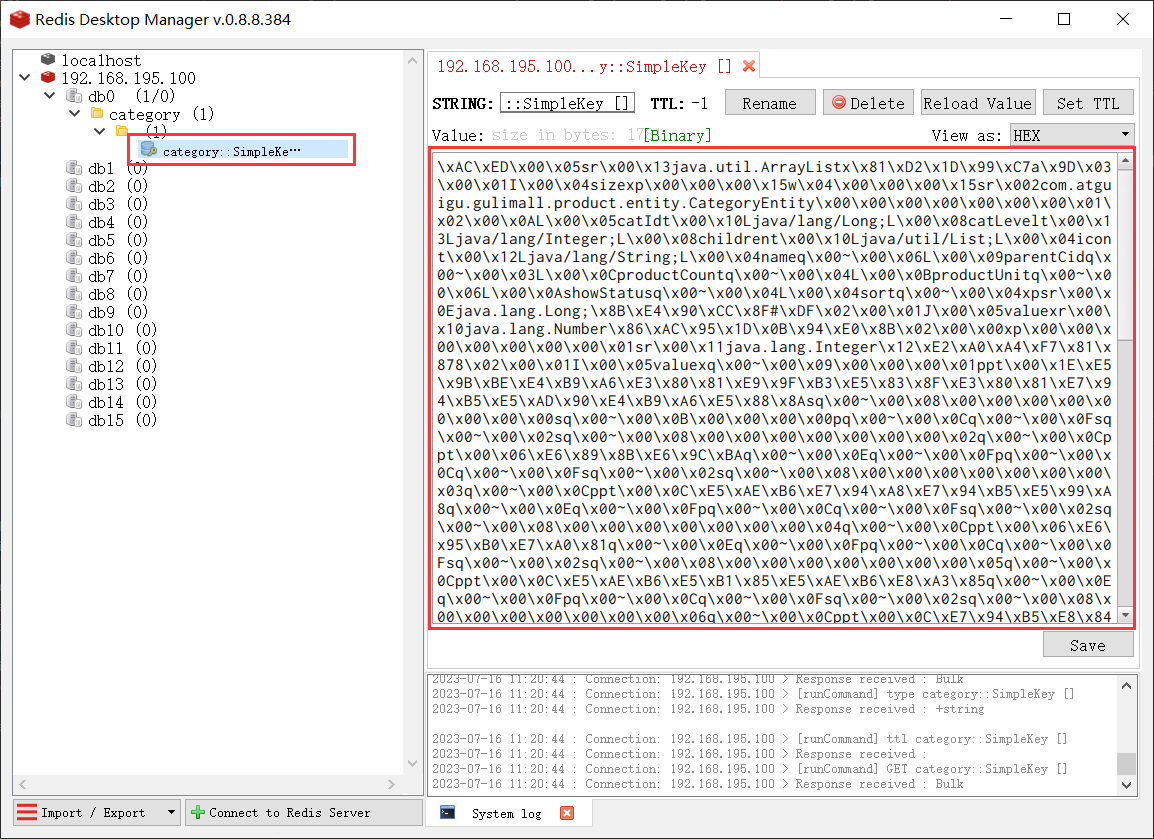 Redis Desktop Manager v.0.8.8.384
localhost
192.168.195.100
db0 (1/0)
category (1)
(1)
category::SimpleKe…
db1 (0)
db2 (0)
db3 (0)
db4 (0)
db5 (0)
db6 (0)
db7 (0)
db8 (0)
db9 (0)
db10 (0)
db11 (0)
db12 (0)
db13 (0)
db14 (0)
db15 (0)
Import / Export
Connect to Redis Server
192.168.195.100...y::SimpleKey []
STRING: ::SimpleKey [] TTL: -1 Rename Delete Reload Value Set TTL
Value: size in bytes: 17 [Binary] View as: HEX
\xAC\xED\x00\x05sr\x00\x13java.util.ArrayListx\x81\xD2\x1D\x99\xC7a\x9D\x03
\x00\x01I\x00\x04sizexp\x00\x00\x00\x15w\x04\x00\x00\x00\x15sr\x002com.atg
uigu.gulimall.product.entity.CategoryEntity\x00\x00\x00\x00\x00\x00\x00\x01\
x02\x00\x0AL\x00\x05catIdt\x00\x10Ljava/lang/Long;L\x00\x08catLevelt\x00\x1
3Ljava/lang/Integer;L\x00\x08childrent\x00\x10Ljava/util/List;L\x00\x04icon
t\x00\x12Ljava/lang/String;L\x00\x04nameq\x00~\x00\x06L\x00\x09parentCidq\x
00~\x00\x03L\x00\x0CproductCountq\x00~\x00\x04L\x00\x0BproductUnitq\x00~\x0
0\x06L\x00\x0AshowStatusq\x00~\x00\x04L\x00\x04sortq\x00~\x00\x04xpsr\x00\x
0Ejava.lang.Long;\x8B\xE4\x90\xCC\x8F#\xDF\x02\x00\x01J\x00\x05valuexr\x00\
x10java.lang.Number\x86\xAC\x95\x1D\x0B\x94\xE0\x8B\x02\x00\x00xp\x00\x00\x
00\x00\x00\x00\x00\x01sr\x00\x11java.lang.Integer\x12\xE2\xA0\xA4\xF7\x81\x
878\x02\x00\x01I\x00\x05valuexq\x00~\x00\x09\x00\x00\x00\x01ppt\x00\x1E\xE5
\x9B\xBE\xE4\xB9\xA6\xE3\x80\x81\xE9\x9F\xB3\xE5\x83\x8F\xE3\x80\x81\xE7\x9
4\xB5\xE5\xAD\x90\xE4\xB9\xA6\xE5\x88\x8Asq\x00~\x00\x08\x00\x00\x00\x00\x0
0\x00\x00\x00sq\x00~\x00\x0B\x00\x00\x00\x00pq\x00~\x00\x0Cq\x00~\x00\x0Fsq
\x00~\x00\x02sq\x00~\x00\x08\x00\x00\x00\x00\x00\x00\x00\x02q\x00~\x00\x0Cp
pt\x00\x06\xE6\x89\x8B\xE6\x9C\xBAq\x00~\x00\x0Eq\x00~\x00\x0Fpq\x00~\x00\x
0Cq\x00~\x00\x0Fsq\x00~\x00\x02sq\x00~\x00\x08\x00\x00\x00\x00\x00\x00\x00\
x03q\x00~\x00\x0Cppt\x00\x0C\xE5\xAE\xB6\xE7\x94\xA8\xE7\x94\xB5\xE5\x99\xA
8q\x00~\x00\x0Eq\x00~\x00\x0Fpq\x00~\x00\x0Cq\x00~\x00\x0Fsq\x00~\x00\x02sq
\x00~\x00\x08\x00\x00\x00\x00\x00\x00\x00\x04q\x00~\x00\x0Cppt\x00\x06\xE6\
x95\xB0\xE7\xA0\x81q\x00~\x00\x0Eq\x00~\x00\x0Fpq\x00~\x00\x0Cq\x00~\x00\x0
Fsq\x00~\x00\x02sq\x00~\x00\x08\x00\x00\x00\x00\x00\x00\x00\x05q\x00~\x00\x
0Cppt\x00\x0C\xE5\xAE\xB6\xE5\xB1\x85\xE5\xAE\xB6\xE8\xA3\x85q\x00~\x00\x0E
q\x00~\x00\x0Fpq\x00~\x00\x0Cq\x00~\x00\x0Fsq\x00~\x00\x02sq\x00~\x00\x08\x
00\x00\x00\x00\x00\x00\x00\x06q\x00~\x00\x0Cppt\x00\x0C\xE7\x94\xB5\xE8\x84
Save
2023-07-16 11:20:44 : Connection: 192.168.195.100 > Response received : Bulk
2023-07-16 11:20:44 : Connection: 192.168.195.100 > [runCommand] type category::SimpleKey []
2023-07-16 11:20:44 : Connection: 192.168.195.100 > Response received : +string
2023-07-16 11:20:44 : Connection: 192.168.195.100 > [runCommand] ttl category::SimpleKey []
2023-07-16 11:20:44 : Connection: 192.168.195.100 > Response received :
2023-07-16 11:20:44 : Connection: 192.168.195.100 > [runCommand] GET category::SimpleKey []
2023-07-16 11:20:44 : Connection: 192.168.195.100 > Response received : Bulk
System log